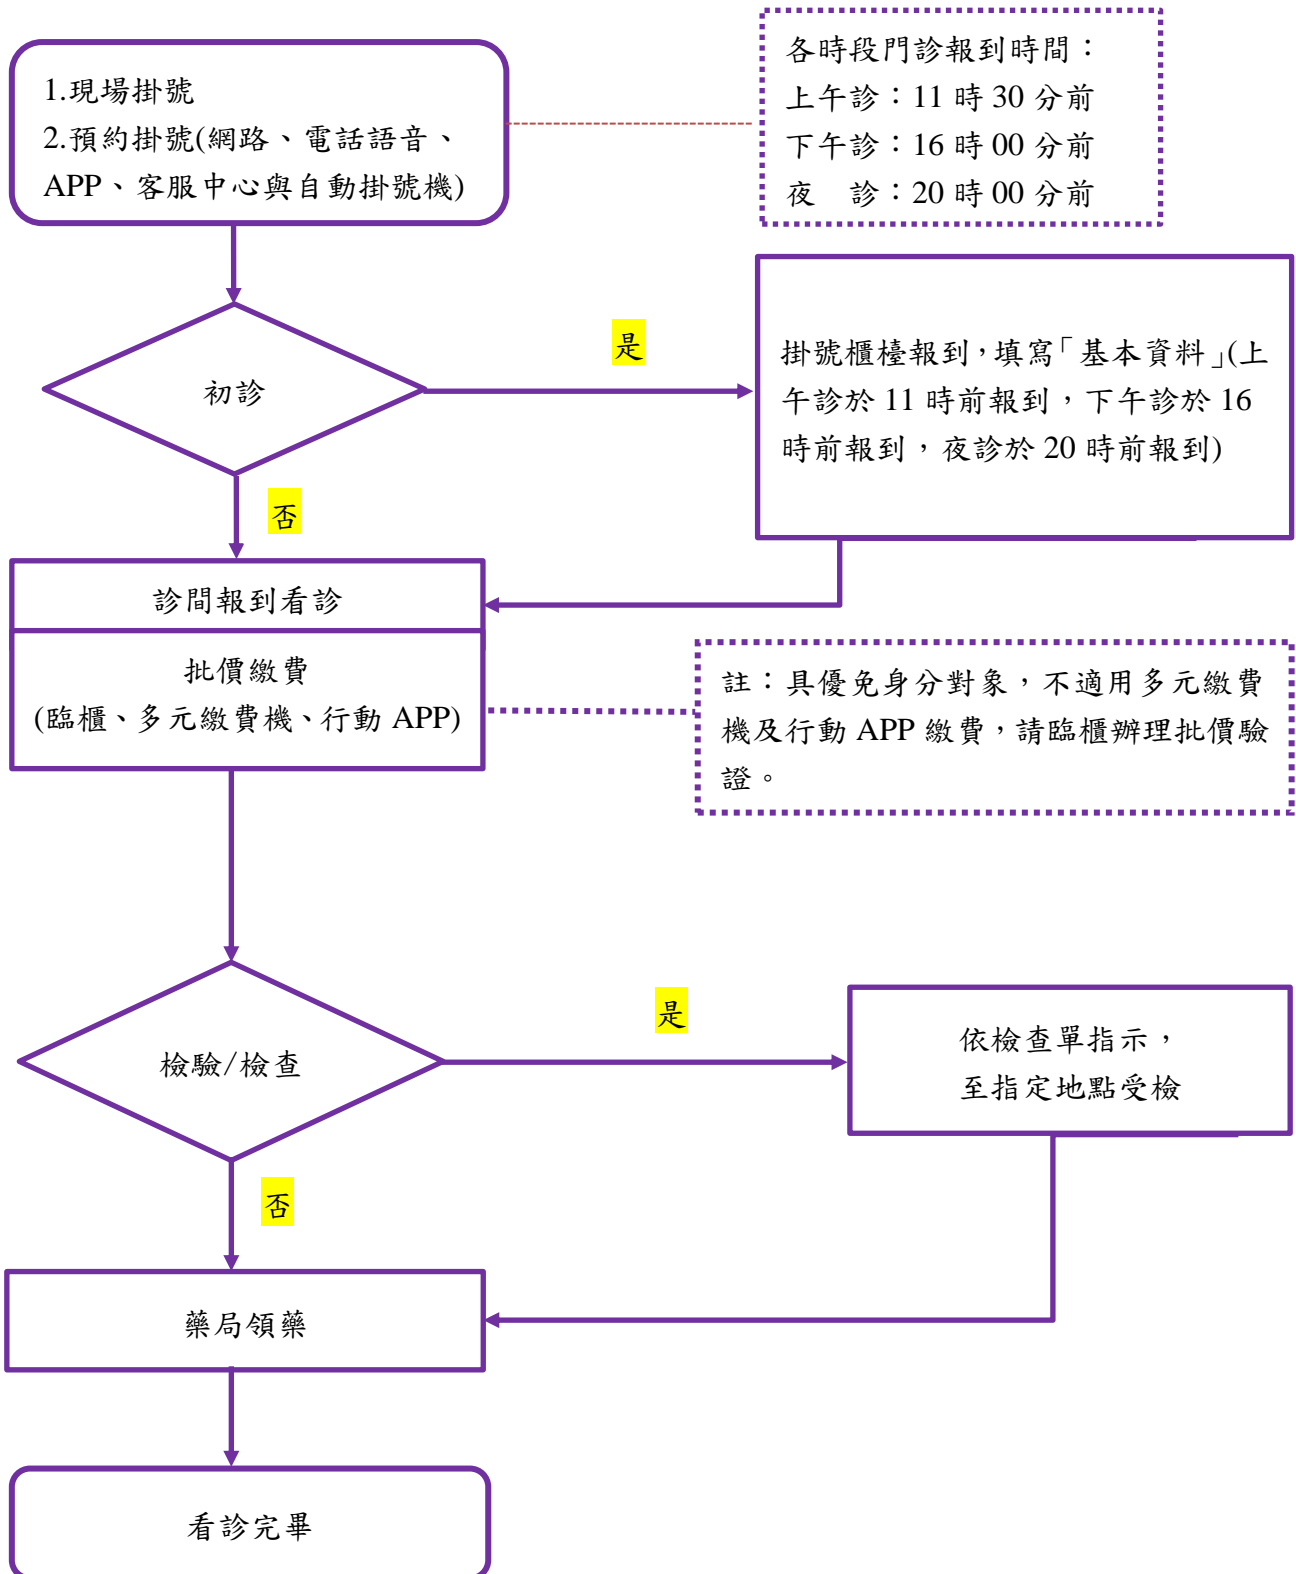 各時段門診報到時間：
上午診：11 時 30 分前
下午診：16 時 00 分前
夜　診：20 時 00 分前
1.現場掛號
2.預約掛號(網路、電話語音、
APP、客服中心與自動掛號機)
初診
是
掛號櫃檯報到，填寫「基本資料」(上
午診於 11 時前報到，下午診於 16
時前報到，夜診於 20 時前報到)
否
診間報到看診
批價繳費
(臨櫃、多元繳費機、行動 APP)
註：具優免身分對象，不適用多元繳費
機及行動 APP 繳費，請臨櫃辦理批價驗
證。
檢驗/檢查
是
依檢查單指示，
至指定地點受檢
否
藥局領藥
看診完畢